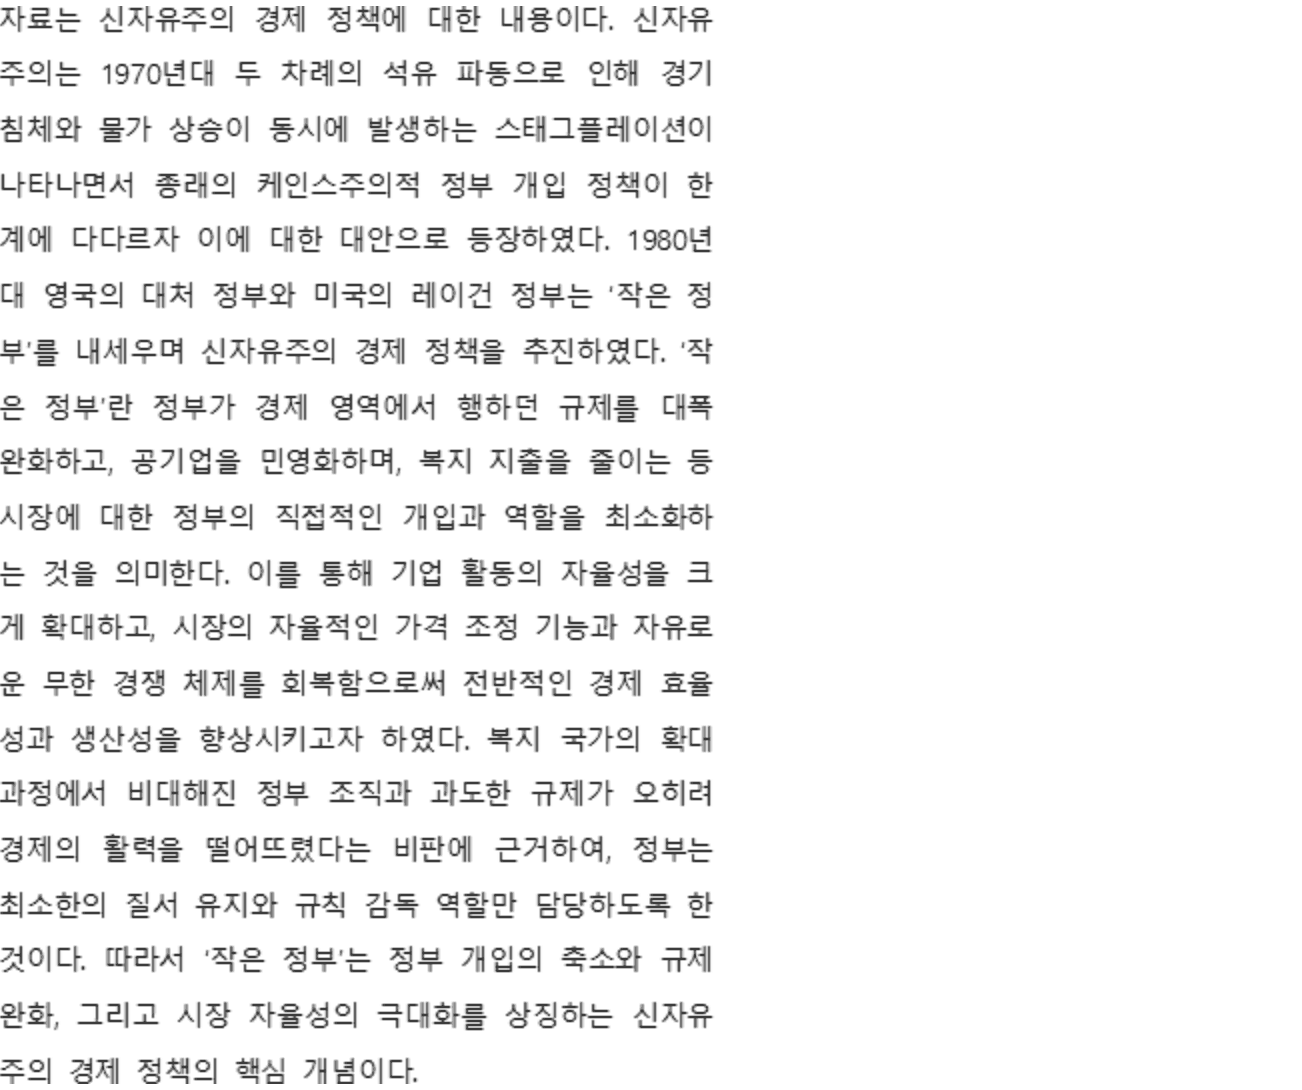 자료는 신자유주의 경제 정책에 대한 내용이다. 신자유
주의는 1970년대 두 차례의 석유 파동으로 인해 경기
침체와 물가 상승이 동시에 발생하는 스태그플레이션이
나타나면서 종래의 케인스주의적 정부 개입 정책이 한
계에 다다르자 이에 대한 대안으로 등장하였다. 1980년
대 영국의 대처 정부와 미국의 레이건 정부는 ‘작은 정
부’를 내세우며 신자유주의 경제 정책을 추진하였다. ‘작
은 정부’란 정부가 경제 영역에서 행하던 규제를 대폭
완화하고, 공기업을 민영화하며, 복지 지출을 줄이는 등
시장에 대한 정부의 직접적인 개입과 역할을 최소화하
는 것을 의미한다. 이를 통해 기업 활동의 자율성을 크
게 확대하고, 시장의 자율적인 가격 조정 기능과 자유로
운 무한 경쟁 체제를 회복함으로써 전반적인 경제 효율
성과 생산성을 향상시키고자 하였다. 복지 국가의 확대
과정에서 비대해진 정부 조직과 과도한 규제가 오히려
경제의 활력을 떨어뜨렸다는 비판에 근거하여, 정부는
최소한의 질서 유지와 규칙 감독 역할만 담당하도록 한
것이다. 따라서 ‘작은 정부’는 정부 개입의 축소와 규제
완화, 그리고 시장 자율성의 극대화를 상징하는 신자유
주의 경제 정책의 핵심 개념이다.